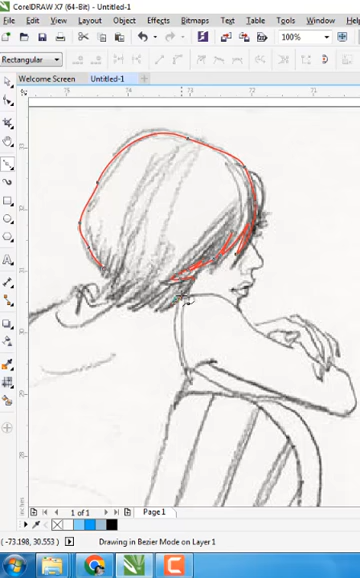 CorelDRAW X7 (64-Bit) - Untitled-1
File Edit View Layout Object Effects Bitmaps Text Table Tools Window Help
100%
Rectangular
Welcome Screen Untitled-1
1 of 1 Page 1
(-73.198, 30.553) Drawing in Bezier Mode on Layer 1